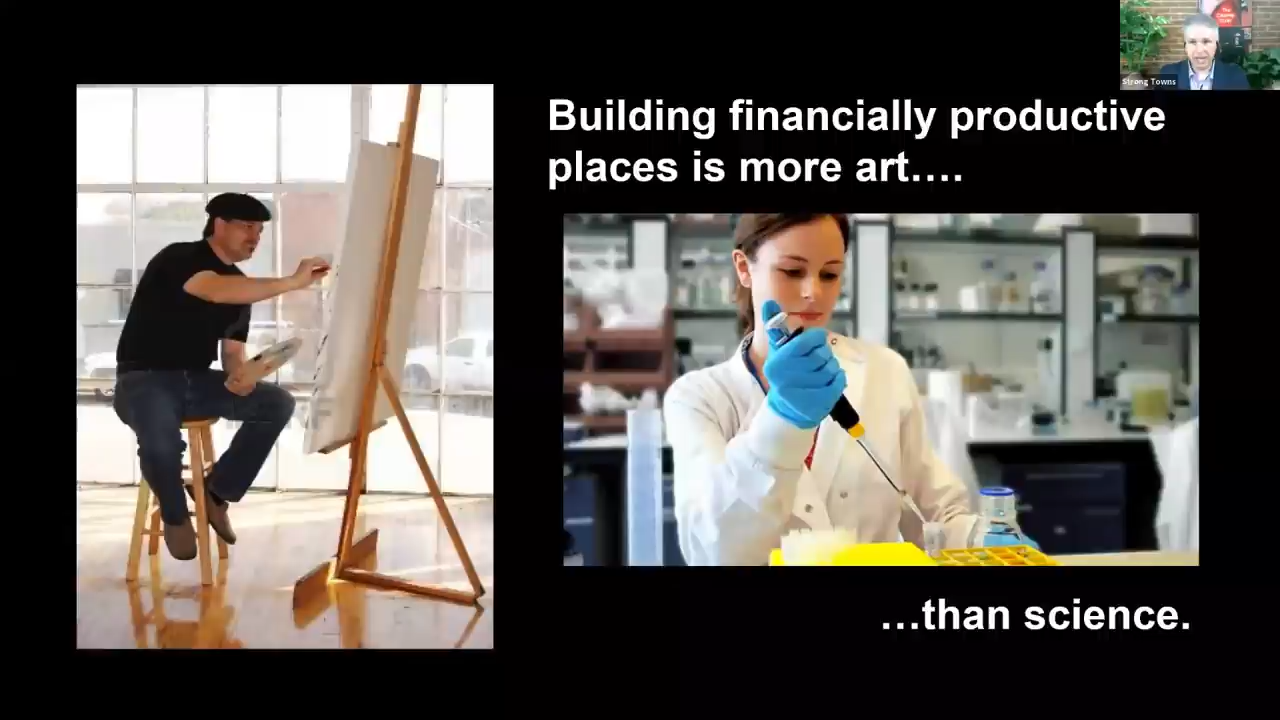 Strong Towns
Building financially productive
places is more art….
…than science.